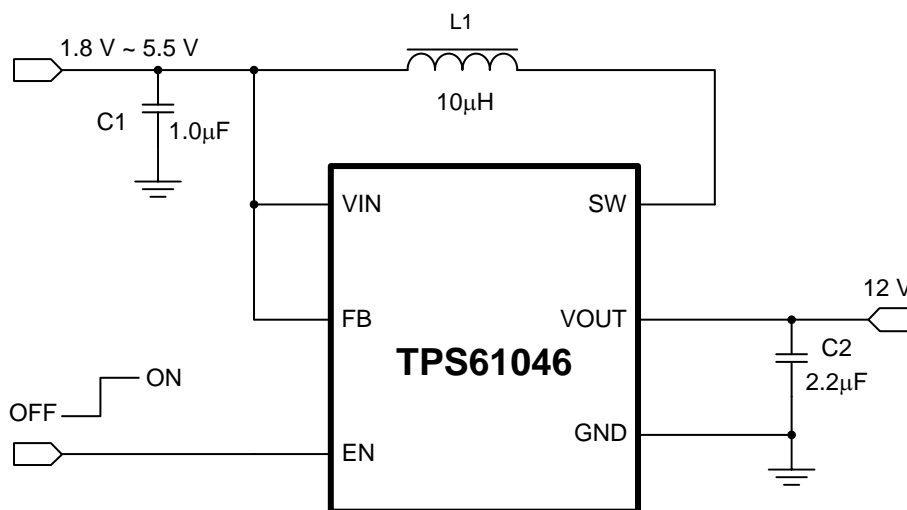 L1
1.8 V ~ 5.5 V
10µH
C1
1.0µF
VIN
SW
12 V
FB
VOUT
C2
TPS61046
2.2µF
ON
OFF
GND
EN